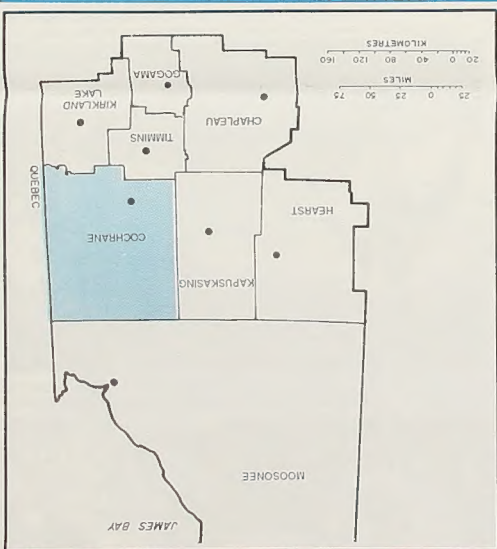 JAMES BAY
MOOSONEE
HEARST
KAPUSKASING
COCHRANE
QUEBEC
TIMMINS
CHAPLEAU
KIRKLAND
LAKE
GOGAMA
25 0 25 50 75
MILES
20 0 40 80 120 160
KILOMETRES